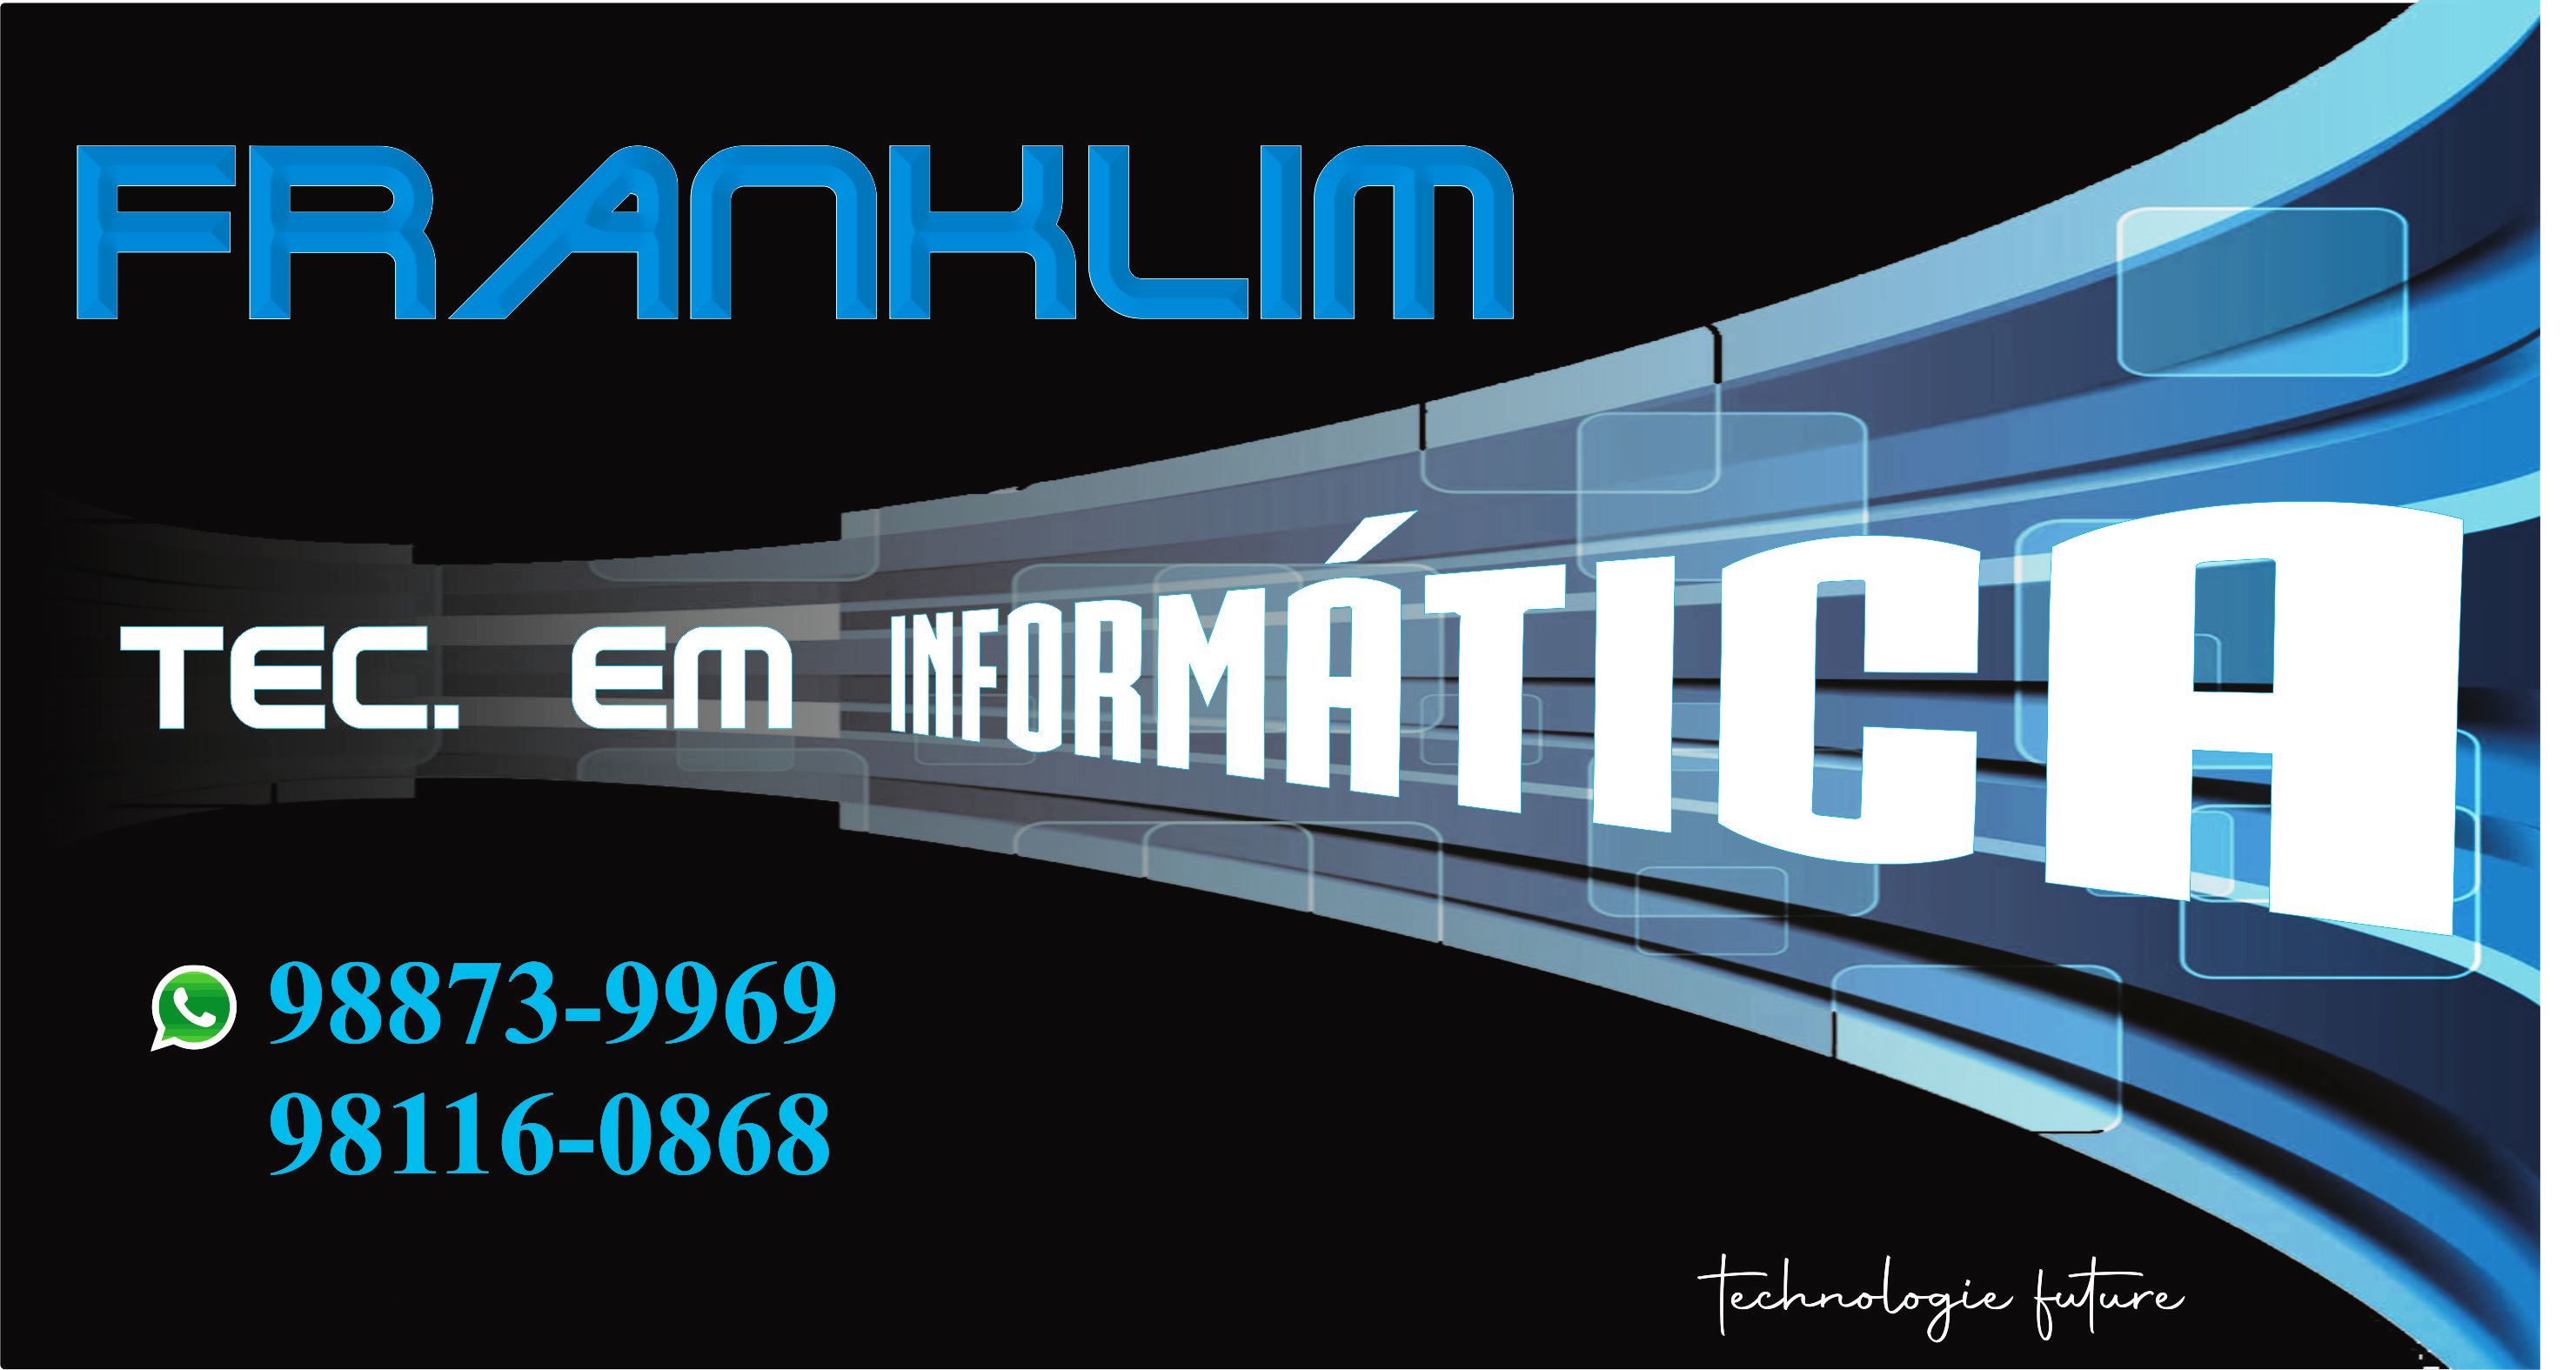 FRANKLIM
TEC. EM INFORMÁTICA
98873-9969
98116-0868
technologie future